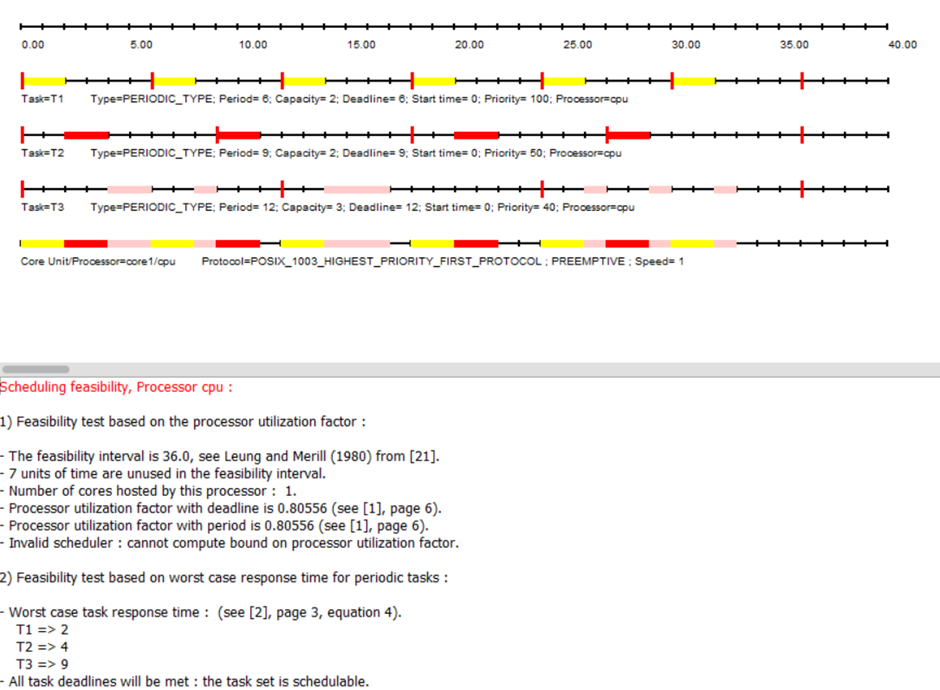 0.00 5.00 10.00 15.00 20.00 25.00 30.00 35.00 40.00
Task=T1 Type=PERIODIC_TYPE; Period= 6; Capacity= 2; Deadline= 6; Start time= 0; Priority= 100; Processor=cpu
Task=T2 Type=PERIODIC_TYPE; Period= 9; Capacity= 2; Deadline= 9; Start time= 0; Priority= 50; Processor=cpu
Task=T3 Type=PERIODIC_TYPE; Period= 12; Capacity= 3; Deadline= 12; Start time= 0; Priority= 40; Processor=cpu
Core Unit/Processor=core1/cpu Protocol=POSIX_1003_HIGHEST_PRIORITY_FIRST_PROTOCOL ; PREEMPTIVE ; Speed= 1
Scheduling feasibility, Processor cpu :
1) Feasibility test based on the processor utilization factor :
- The feasibility interval is 36.0, see Leung and Merill (1980) from [21].
- 7 units of time are unused in the feasibility interval.
- Number of cores hosted by this processor : 1.
- Processor utilization factor with deadline is 0.80556 (see [1], page 6).
- Processor utilization factor with period is 0.80556 (see [1], page 6).
- Invalid scheduler : cannot compute bound on processor utilization factor.
2) Feasibility test based on worst case response time for periodic tasks :
- Worst case task response time : (see [2], page 3, equation 4).
T1 => 2
T2 => 4
T3 => 9
- All task deadlines will be met : the task set is schedulable.